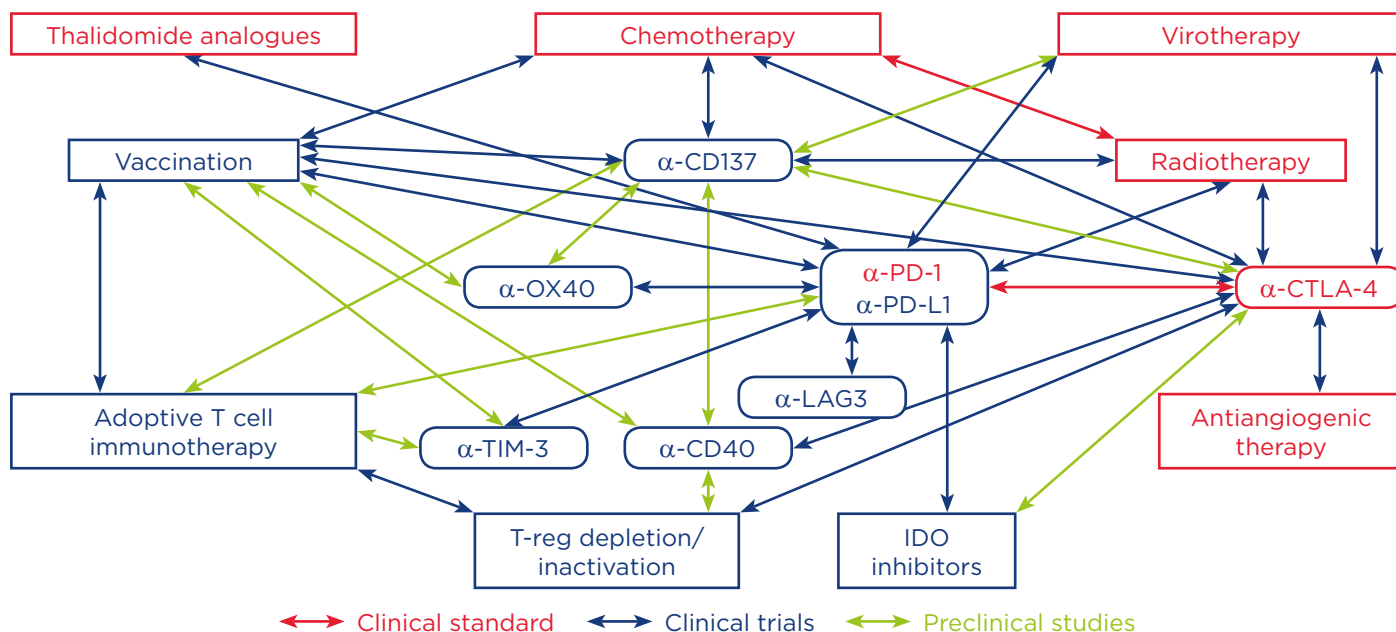 Thalidomide analogues
Chemotherapy
Virotherapy
Vaccination
α-CD137
Radiotherapy
α-OX40
α-PD-1
α-PD-L1
α-CTLA-4
α-LAG3
Adoptive T cell
immunotherapy
α-TIM-3
α-CD40
Antiangiogenic
therapy
T-reg depletion/
inactivation
IDO
inhibitors
Clinical standard
Clinical trials
Preclinical studies